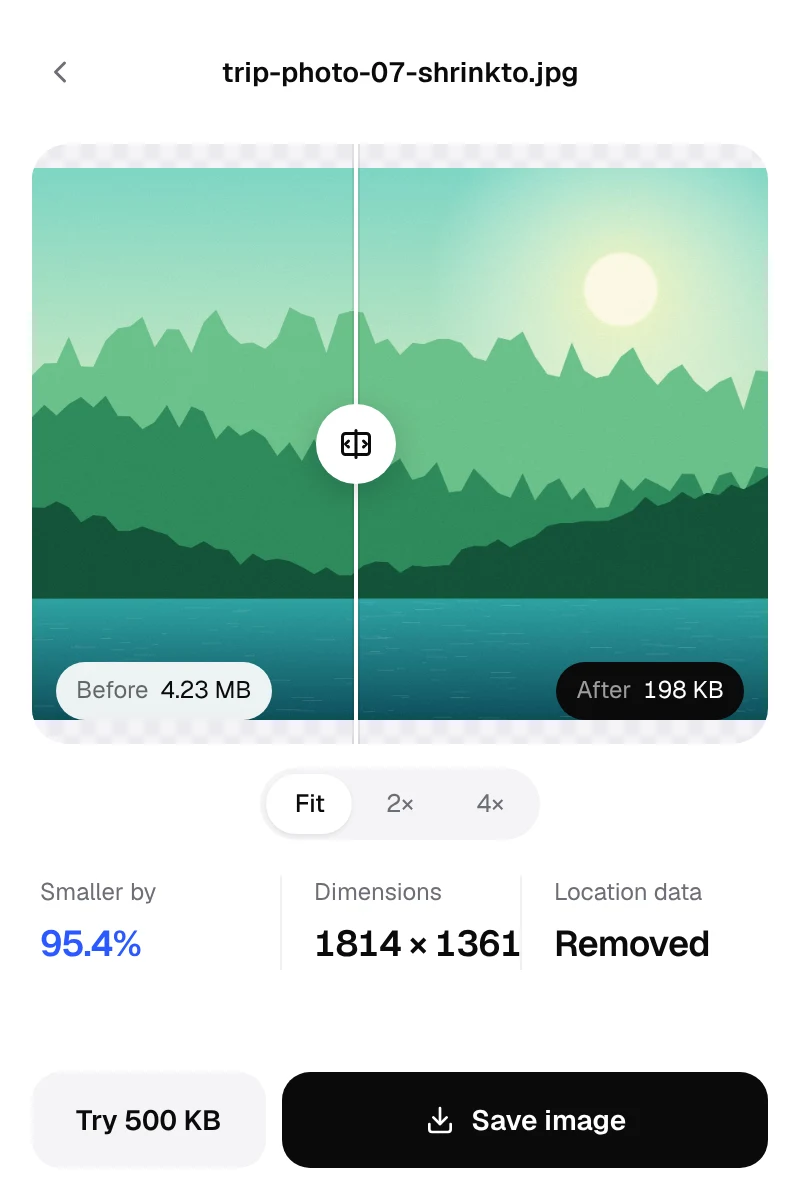 trip-photo-07-shrinkto.jpg
Before 4.23 MB
After 198 KB
Fit 2× 4×
Smaller by Dimensions Location data
95.4% 1814 × 1361 Removed
Try 500 KB Save image